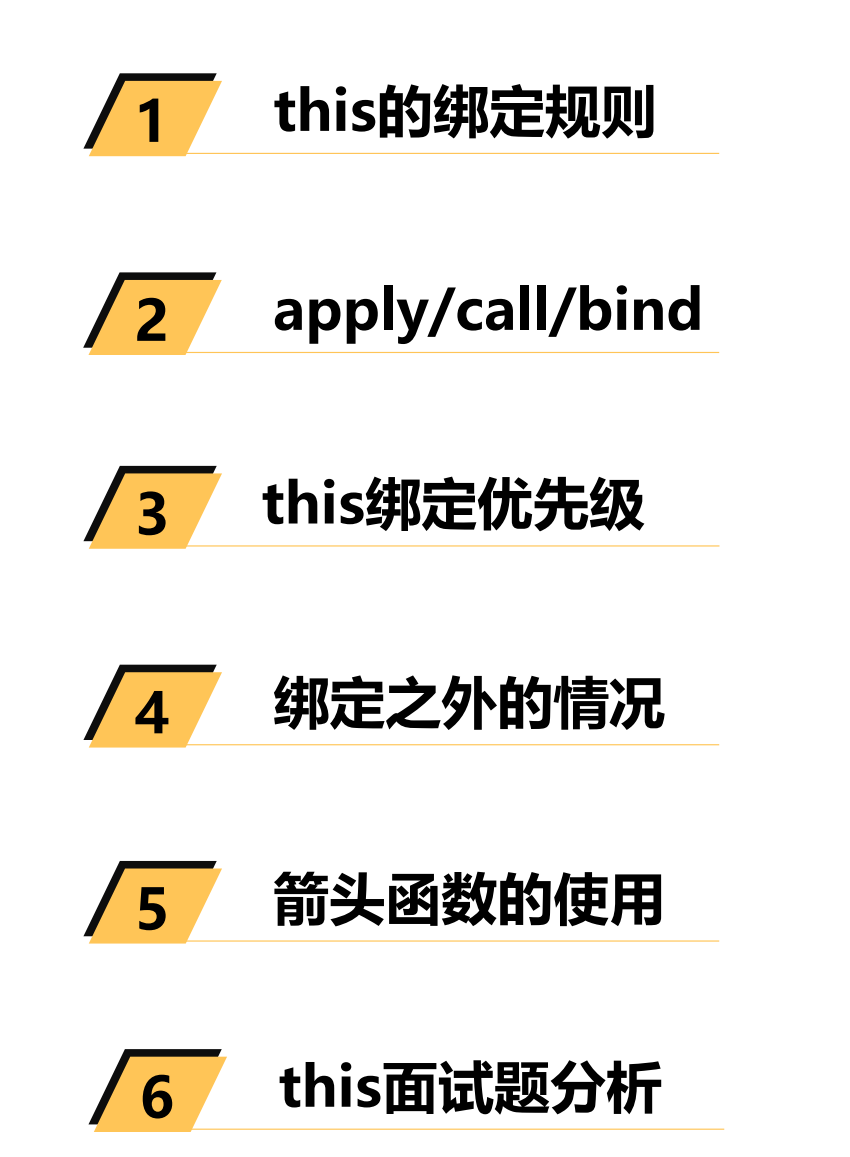 1 this的绑定规则
2 apply/call/bind
3 this绑定优先级
4 绑定之外的情况
5 箭头函数的使用
6 this面试题分析